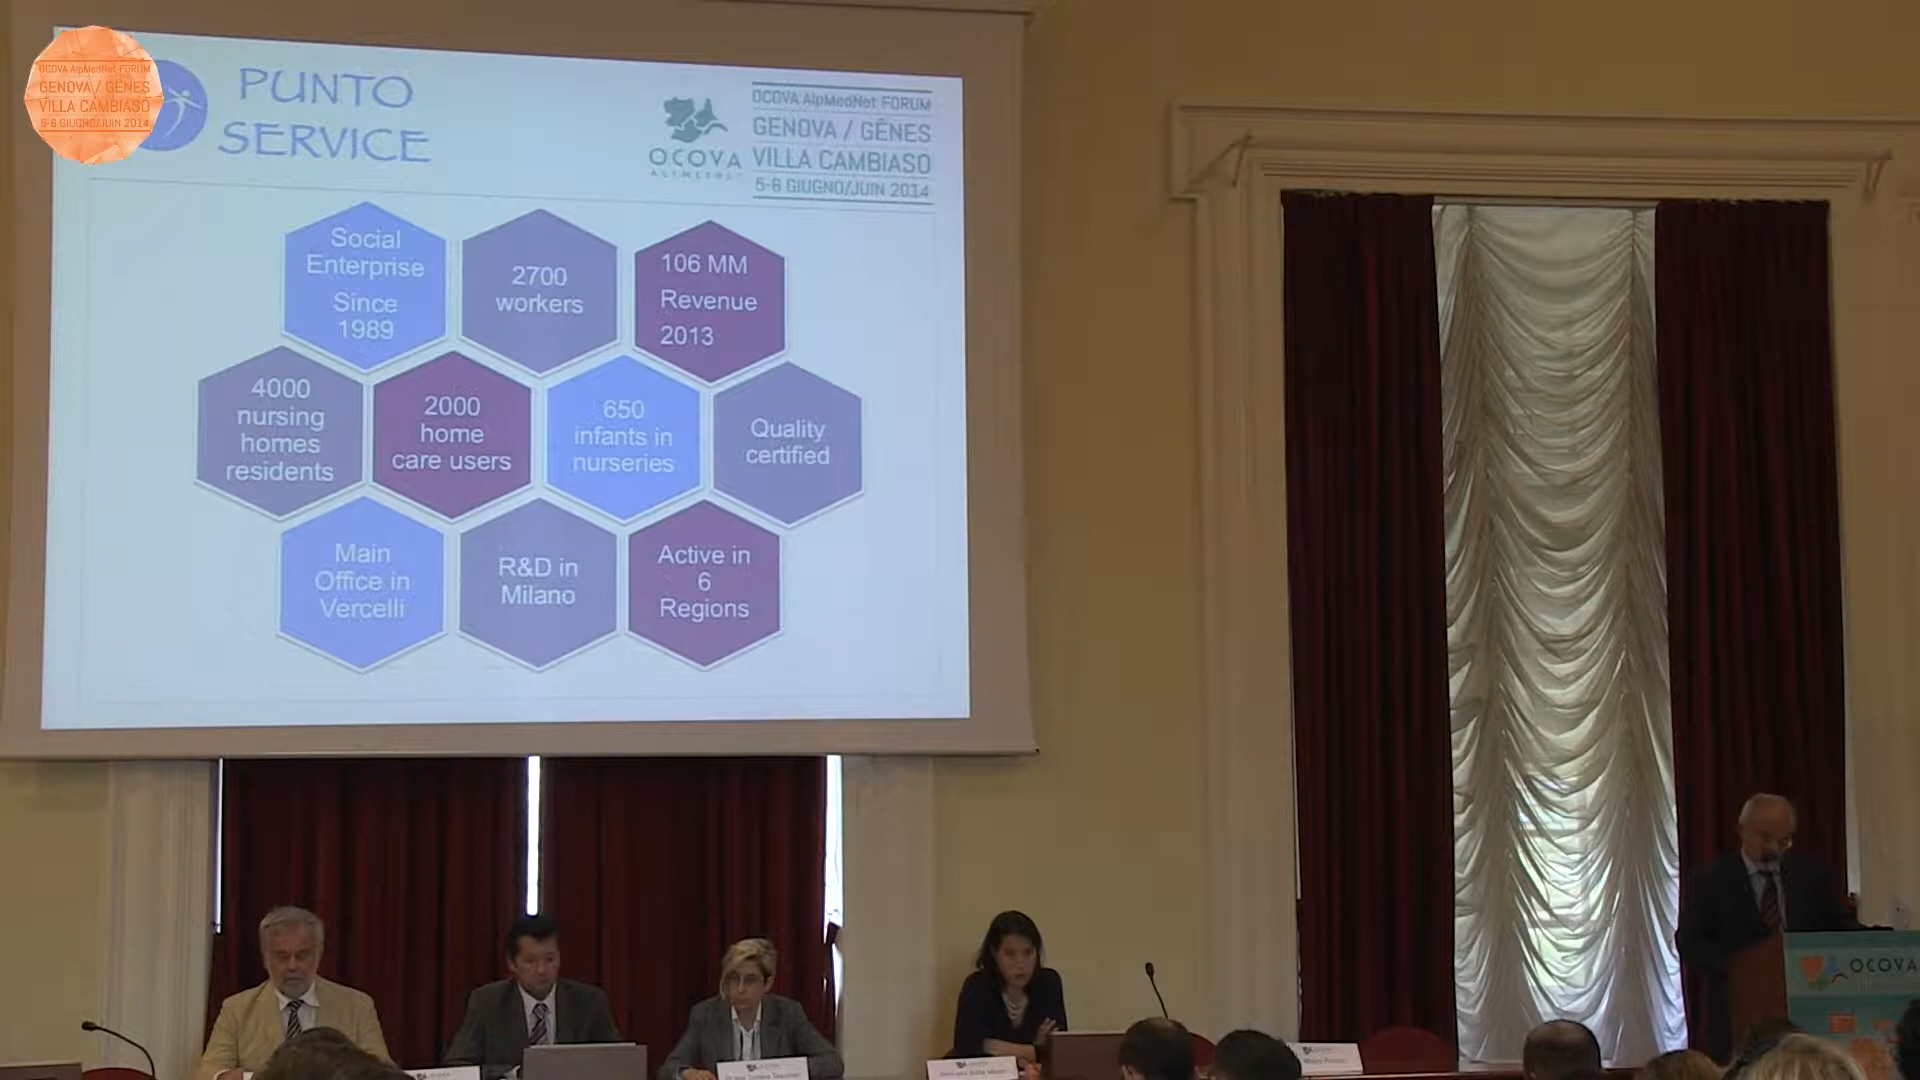 OCOVA AlpMedNet FORUM
GENOVA / GÊNES
VILLA CAMBIASO
5-6 GIUGNO/JUIN 2014
PUNTO
SERVICE
OCOVA
ALPMEDNET
OCOVA AlpMedNet FORUM
GENOVA / GÊNES
VILLA CAMBIASO
5-6 GIUGNO/JUIN 2014
Social
Enterprise
Since
1989
2700
workers
106 MM
Revenue
2013
4000
nursing
homes
residents
2000
home
care users
650
infants in
nurseries
Quality
certified
Main
Office in
Vercelli
R&D in
Milano
Active in
6
Regions
OCOVA